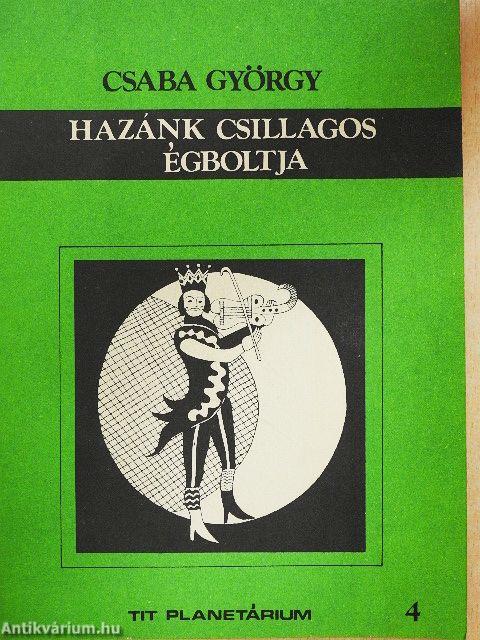 CSABA GYÖRGY
HAZÁNK CSILLAGOS
ÉGBOLTJA
TIT PLANETÁRIUM 4
Antikvárium.hu